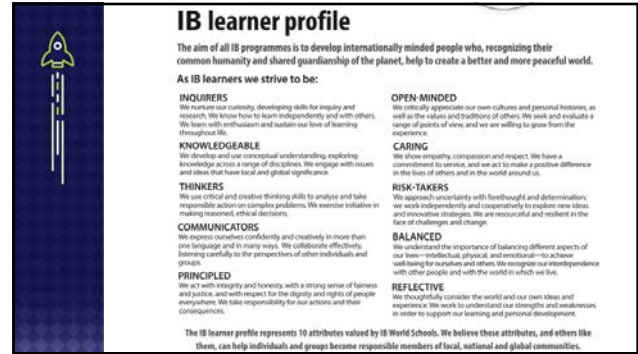 IB learner profile
The aim of all IB programmes is to develop internationally minded people who, recognizing their
common humanity and shared guardianship of the planet, help to create a better and more peaceful world.
As IB learners we strive to be:
INQUIRERS
We nurture our curiosity, developing skills for inquiry and
research. We know how to learn independently and with others.
We learn with enthusiasm and sustain our love of learning
throughout life.
KNOWLEDGEABLE
We develop and use conceptual understanding, exploring
knowledge across a range of disciplines. We engage with issues
and ideas that have local and global significance.
THINKERS
We use critical and creative thinking skills to analyse and take
responsible action on complex problems. We exercise initiative in
making reasoned, ethical decisions.
COMMUNICATORS
We express ourselves confidently and creatively in more than
one language and in many ways. We collaborate effectively,
listening carefully to the perspectives of other individuals and
groups.
PRINCIPLED
We act with integrity and honesty, with a strong sense of fairness
and justice, and with respect for the dignity and rights of people
everywhere. We take responsibility for our actions and their
consequences.
OPEN-MINDED
We critically appreciate our own cultures and personal histories, as
well as the values and traditions of others. We seek and evaluate a
range of points of view, and we are willing to grow from the
experience.
CARING
We show empathy, compassion and respect. We have a
commitment to service, and we act to make a positive difference
in the lives of others and in the world around us.
RISK-TAKERS
We approach uncertainty with forethought and determination;
we work independently and cooperatively to explore new ideas
and innovative strategies. We are resourceful and resilient in the
face of challenges and change.
BALANCED
We understand the importance of balancing different aspects of
our lives—intellectual, physical, and emotional—to achieve
well-being for ourselves and others. We recognize our interdependence
with other people and with the world in which we live.
REFLECTIVE
We thoughtfully consider the world and our own ideas and
experience. We work to understand our strengths and weaknesses
in order to support our learning and personal development.
The IB learner profile represents 10 attributes valued by IB World Schools. We believe these attributes, and others like
them, can help individuals and groups become responsible members of local, national and global communities.